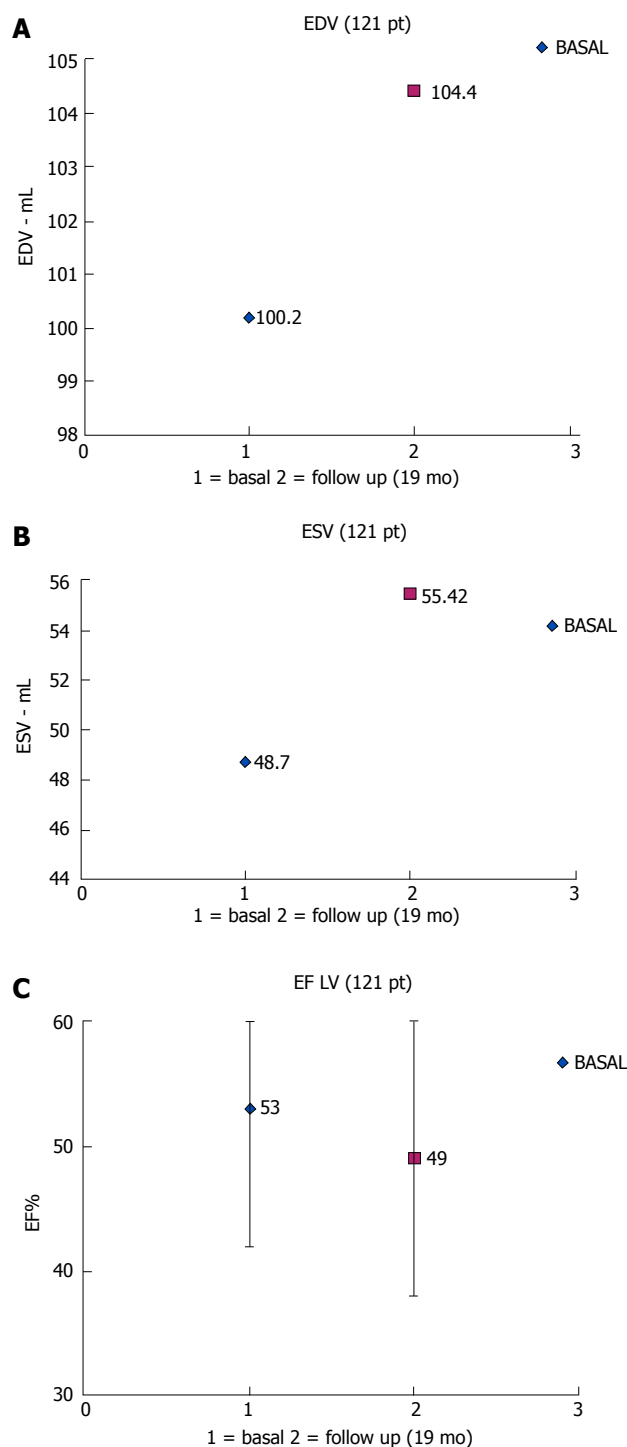 A
EDV (121 pt)
105
BASAL
104
104.4
103
102
EDV - mL
101
100
100.2
99
98
0 1 2 3
1 = basal 2 = follow up (19 mo)
B
ESV (121 pt)
56
55.42
54
BASAL
52
ESV - mL
50
48
48.7
46
44
0 1 2 3
1 = basal 2 = follow up (19 mo)
C
EF LV (121 pt)
60
BASAL
53
50
49
EF%
40
30
0 1 2 3
1 = basal 2 = follow up (19 mo)